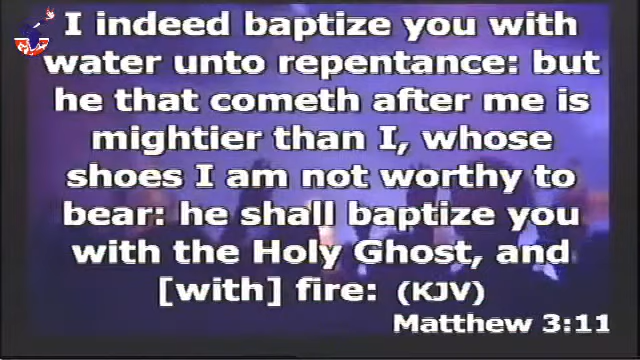 I indeed baptize you with
water unto repentance: but
he that cometh after me is
mightier than I, whose
shoes I am not worthy to
bear: he shall baptize you
with the Holy Ghost, and
[with] fire: (KJV)
Matthew 3:11